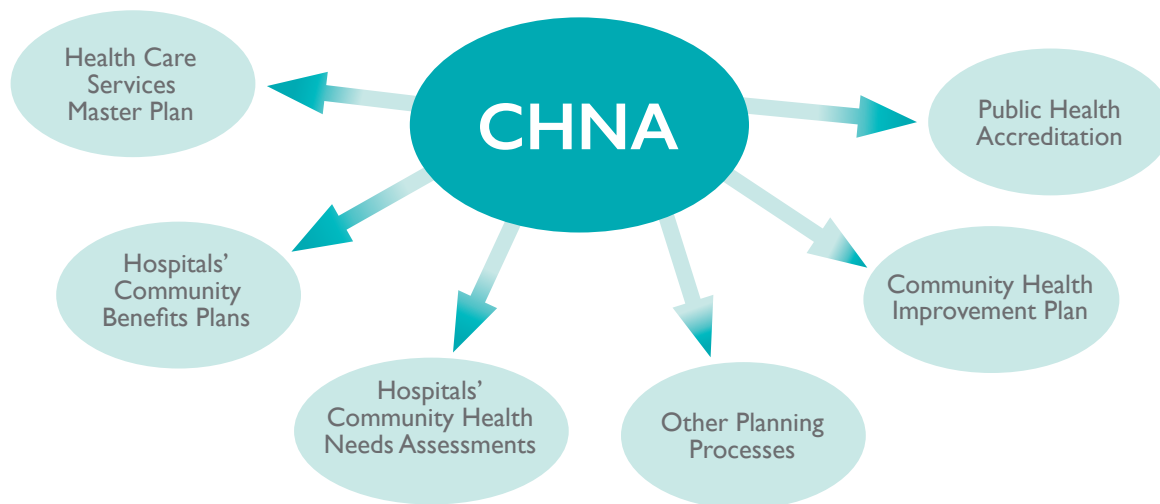 CHNA
Health Care
Services
Master Plan
Hospitals’
Community
Benefits Plans
Hospitals’
Community Health
Needs Assessments
Other Planning
Processes
Community Health
Improvement Plan
Public Health
Accreditation